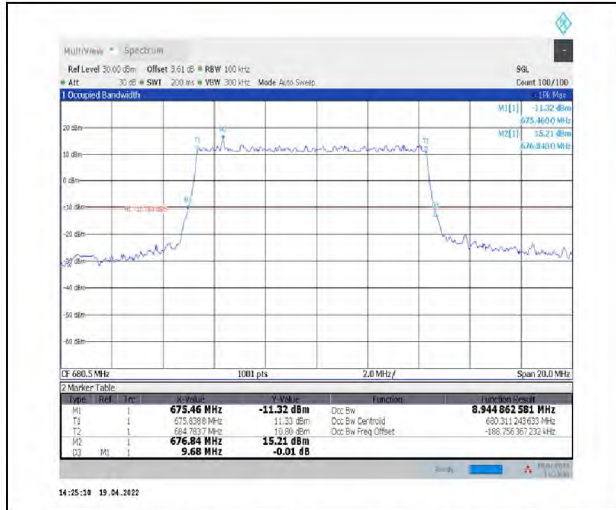 MultiView Spectrum
Ref Level 30.00 dBm Offset 3.61 dB RBW 100 kHz SGL
Att 30 dB SWT 200 ms VBW 300 kHz Mode Auto Sweep Count 100/100
1 Occupied Bandwidth 1Pk Max
M1[1] -11.32 dBm
675.4600 MHz
M2[1] 15.21 dBm
676.8400 MHz
20 dBm
T1 M2 T2
10 dBm
0 dBm
M1
-10 dBm
-20 dBm
-30 dBm
-40 dBm
-50 dBm
-60 dBm
CF 680.5 MHz 1001 pts 2.0 MHz/ Span 20.0 MHz
2 Marker Table
Type Ref Trc X-Value Y-Value Function Function Result
M1 1 675.46 MHz -11.32 dBm Occ Bw 8.944 862 581 MHz
T1 1 675.8388 MHz 11.33 dBm Occ Bw Centroid 680.311 243 633 MHz
T2 1 684.7837 MHz 10.80 dBm Occ Bw Freq Offset -188.756 367 232 kHz
M2 1 676.84 MHz 15.21 dBm
D3 M1 1 9.68 MHz -0.01 dB
Ready
14:25:10 19.04.2022